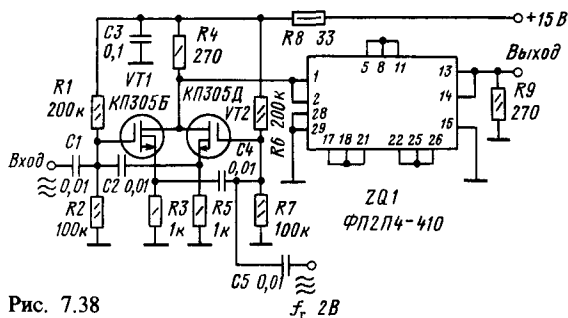 C3
0,1
R4
270
R8 33
+15 В
R1
200к
VT1
КП305Б
КП305Д
VT2
200к
R6
5 8 11
1
2
28
29
13
14
15
17 18 21
22 25 26
Выход
R9
270
Вход
C1
0,01
C2 0,01
C4
0,01
R2
100к
R3
1к
R5
1к
R7
100к
ZQ1
ФП2П4-410
C5 0,01
fг 2В
Рис. 7.38